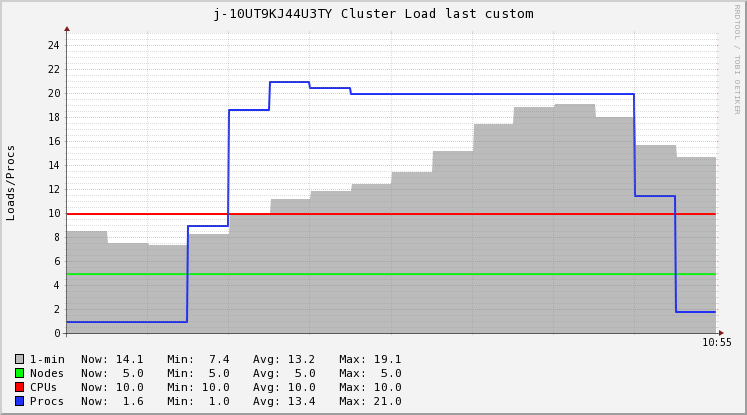 j-10UT9KJ44U3TY Cluster Load last custom
RRDTOOL / TOBI OETIKER
Loads/Procs
24
22
20
18
16
14
12
10
8
6
4
2
0
10:55
1-min Now: 14.1 Min: 7.4 Avg: 13.2 Max: 19.1
Nodes Now: 5.0 Min: 5.0 Avg: 5.0 Max: 5.0
CPUs Now: 10.0 Min: 10.0 Avg: 10.0 Max: 10.0
Procs Now: 1.6 Min: 1.0 Avg: 13.4 Max: 21.0